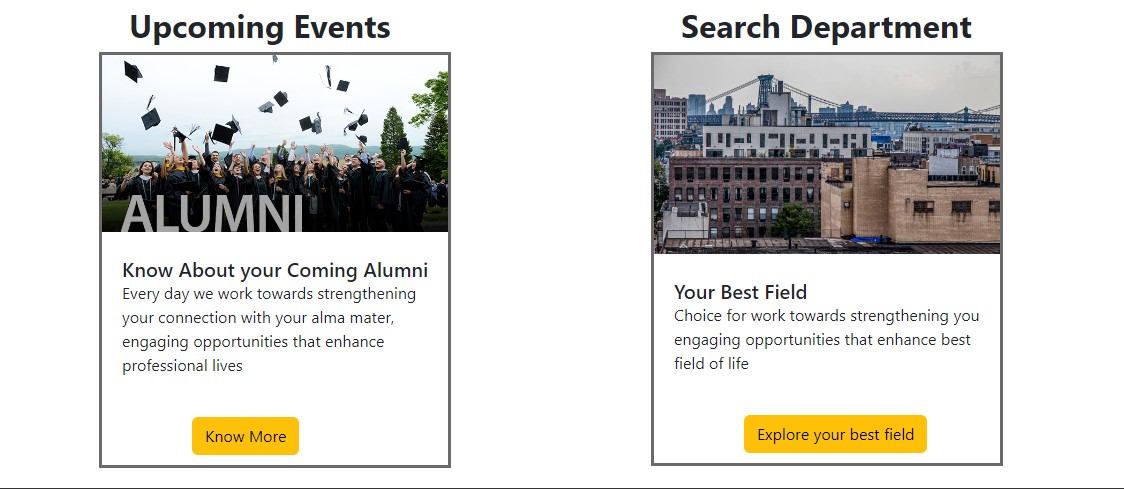 Upcoming Events
ALUMNI
Know About your Coming Alumni
Every day we work towards strengthening
your connection with your alma mater,
engaging opportunities that enhance
professional lives
Know More
Search Department
Your Best Field
Choice for work towards strengthening you
engaging opportunities that enhance best
field of life
Explore your best field